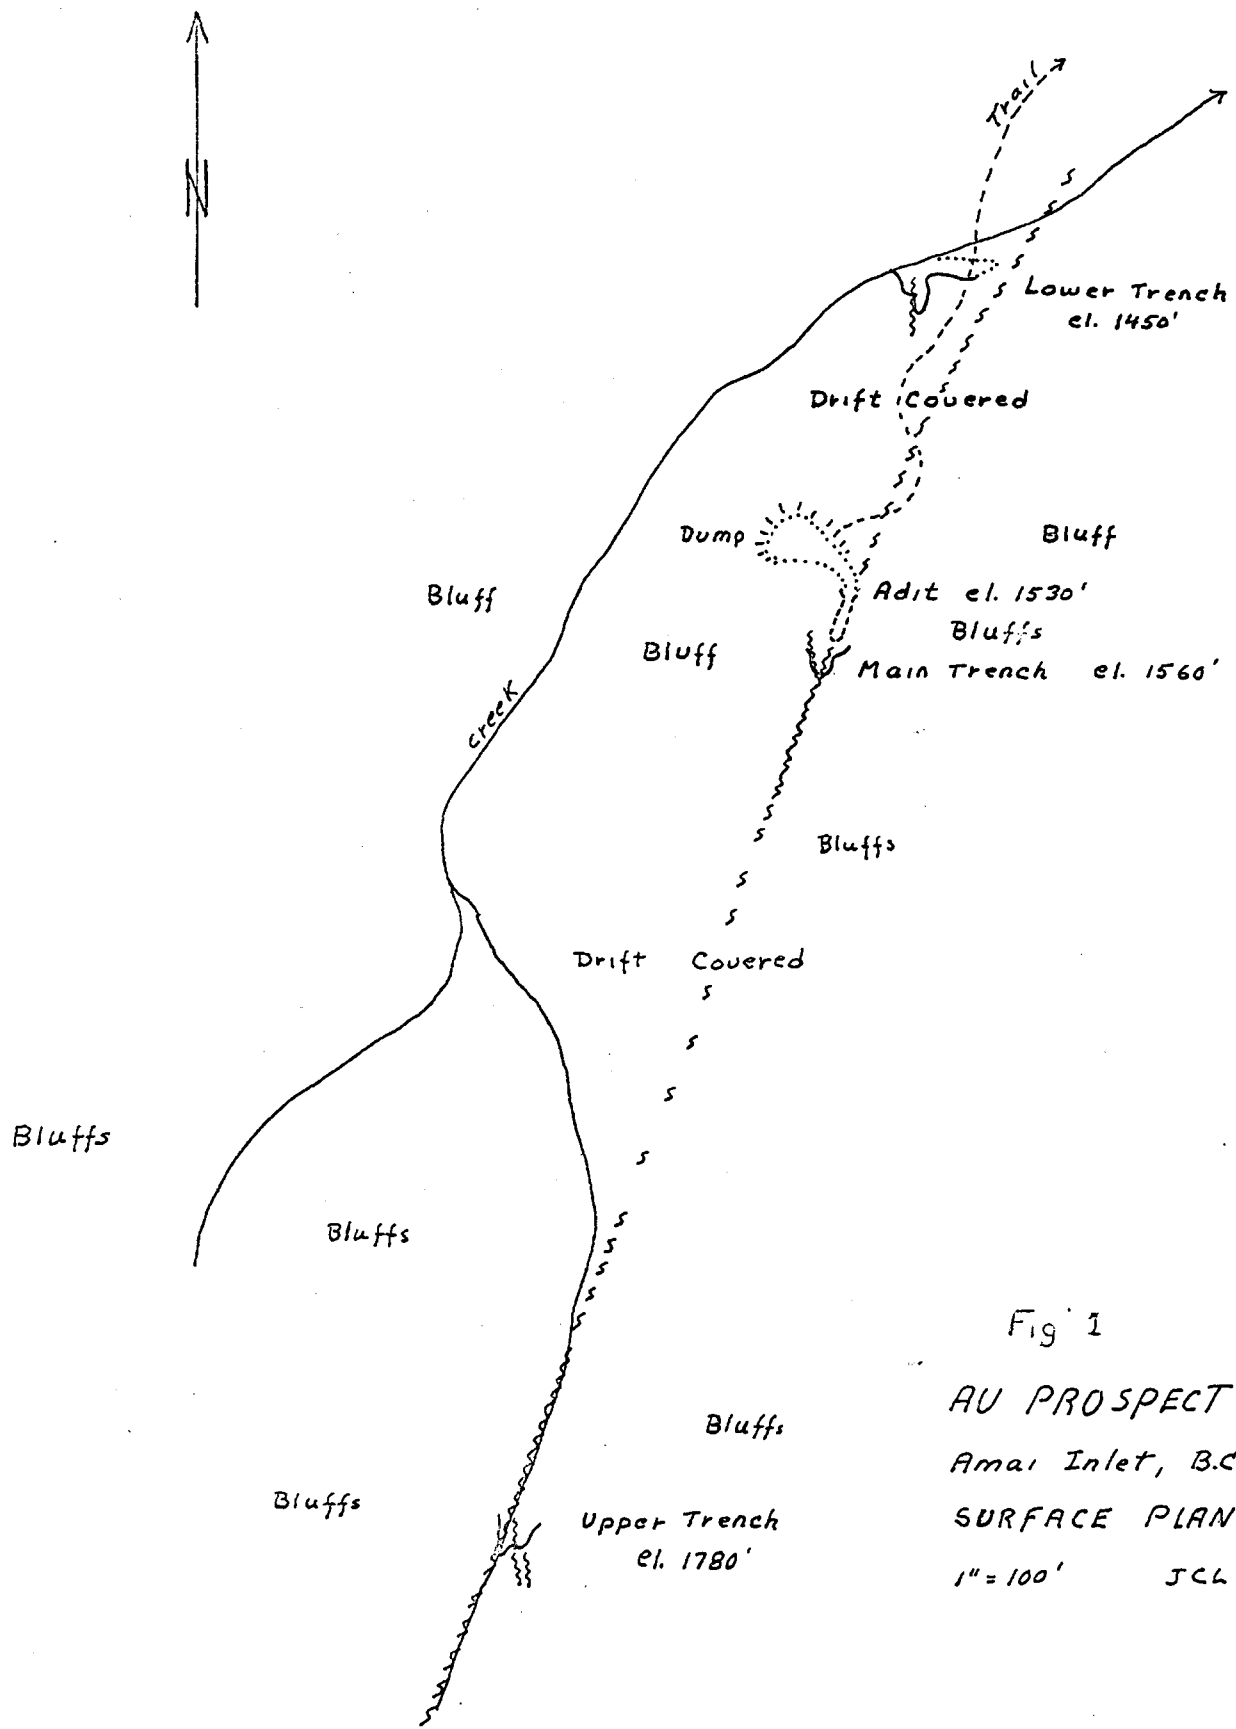 N
Trail
Lower Trench
el. 1450'
Drift Covered
Dump
Bluff
Adit el. 1530'
Bluff
Bluffs
Bluff
Main Trench el. 1560'
creek
Bluffs
Drift Covered
Bluffs
Bluffs
Fig 1
AU PROSPECT
Amai Inlet, B.C
Bluffs
Bluffs
Upper Trench
el. 1780'
SURFACE PLAN
1" = 100' JCL